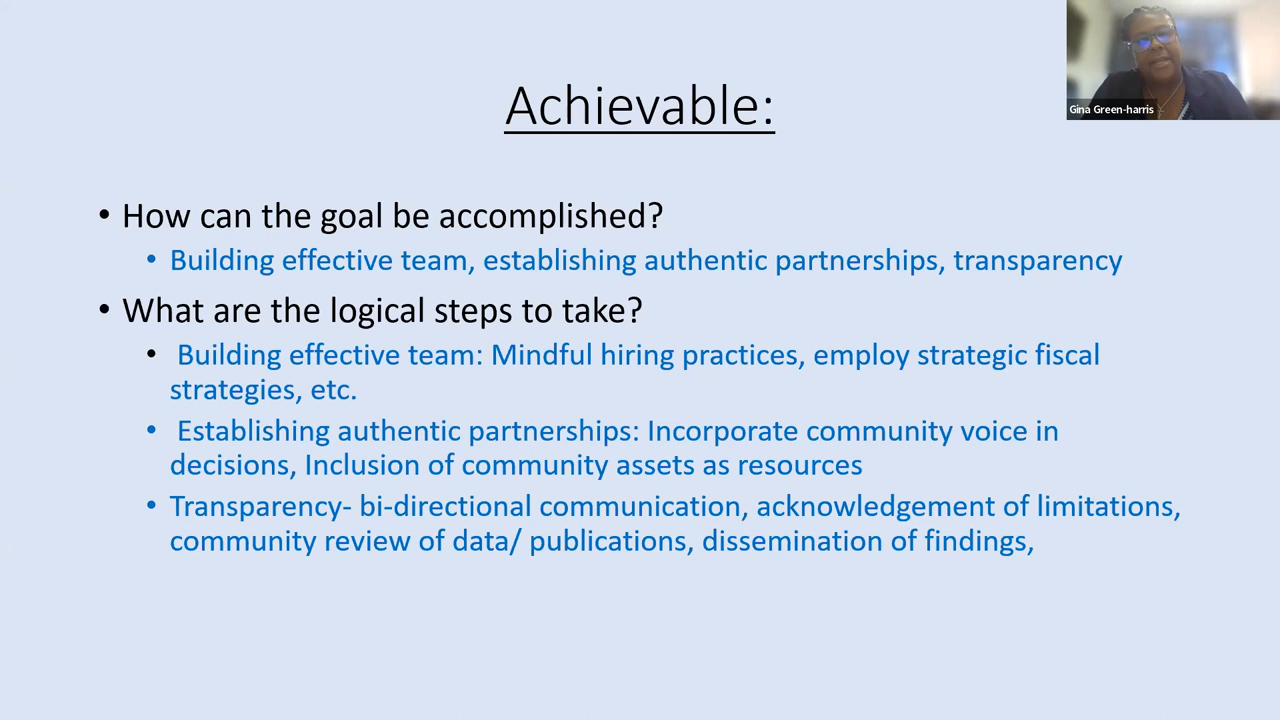 Gina Green-harris
Achievable:
• How can the goal be accomplished?
• Building effective team, establishing authentic partnerships, transparency
• What are the logical steps to take?
• Building effective team: Mindful hiring practices, employ strategic fiscal
strategies, etc.
• Establishing authentic partnerships: Incorporate community voice in
decisions, Inclusion of community assets as resources
• Transparency- bi-directional communication, acknowledgement of limitations,
community review of data/ publications, dissemination of findings,